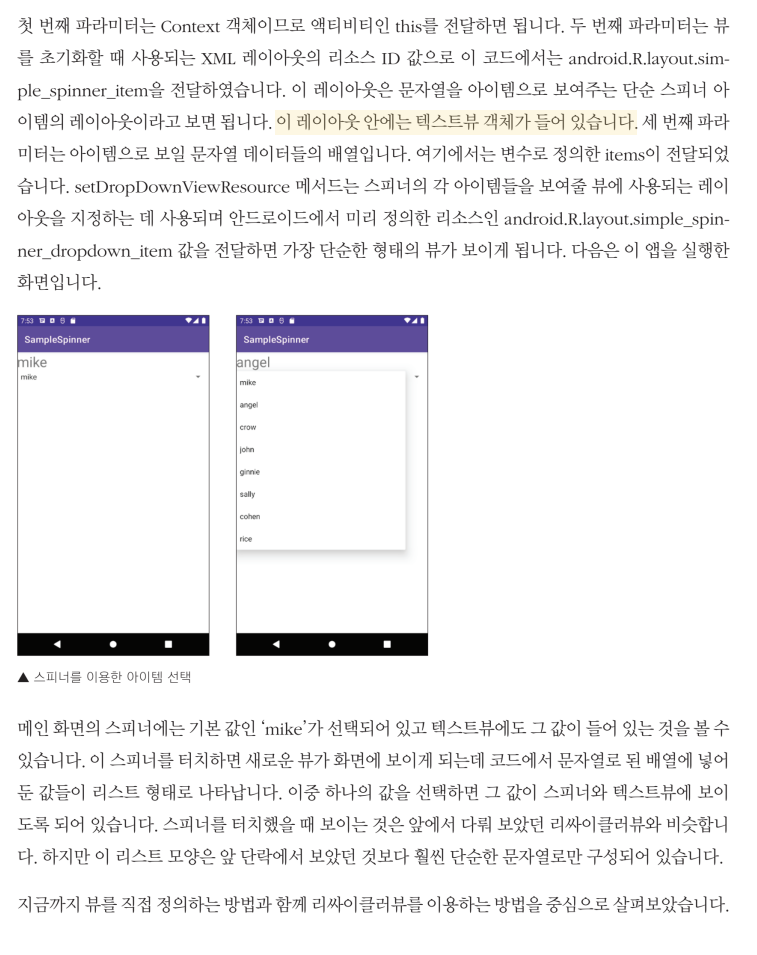 첫 번째 파라미터는 Context 객체이므로 액티비티인 this를 전달하면 됩니다. 두 번째 파라미터는 뷰
를 초기화할 때 사용되는 XML 레이아웃의 리소스 ID 값으로 이 코드에서는 android.R.layout.sim-
ple_spinner_item을 전달하였습니다. 이 레이아웃은 문자열을 아이템으로 보여주는 단순 스피너 아
이템의 레이아웃이라고 보면 됩니다. 이 레이아웃 안에는 텍스트뷰 객체가 들어 있습니다. 세 번째 파라
미터는 아이템으로 보일 문자열 데이터들의 배열입니다. 여기에서는 변수로 정의한 items이 전달되었
습니다. setDropDownViewResource 메서드는 스피너의 각 아이템들을 보여줄 뷰에 사용되는 레이
아웃을 지정하는 데 사용되며 안드로이드에서 미리 정의한 리소스인 android.R.layout.simple_spin-
ner_dropdown_item 값을 전달하면 가장 단순한 형태의 뷰가 보이게 됩니다. 다음은 이 앱을 실행한
화면입니다.
7:53
SampleSpinner
mike
mike
7:53
SampleSpinner
angel
mike
angel
crow
john
ginnie
sally
cohen
rice
▲ 스피너를 이용한 아이템 선택
메인 화면의 스피너에는 기본 값인 ‘mike’가 선택되어 있고 텍스트뷰에도 그 값이 들어 있는 것을 볼 수
있습니다. 이 스피너를 터치하면 새로운 뷰가 화면에 보이게 되는데 코드에서 문자열로 된 배열에 넣어
둔 값들이 리스트 형태로 나타납니다. 이중 하나의 값을 선택하면 그 값이 스피너와 텍스트뷰에 보이
도록 되어 있습니다. 스피너를 터치했을 때 보이는 것은 앞에서 다뤄 보았던 리싸이클러뷰와 비슷합니
다. 하지만 이 리스트 모양은 앞 단락에서 보았던 것보다 훨씬 단순한 문자열로만 구성되어 있습니다.
지금까지 뷰를 직접 정의하는 방법과 함께 리싸이클러뷰를 이용하는 방법을 중심으로 살펴보았습니다.